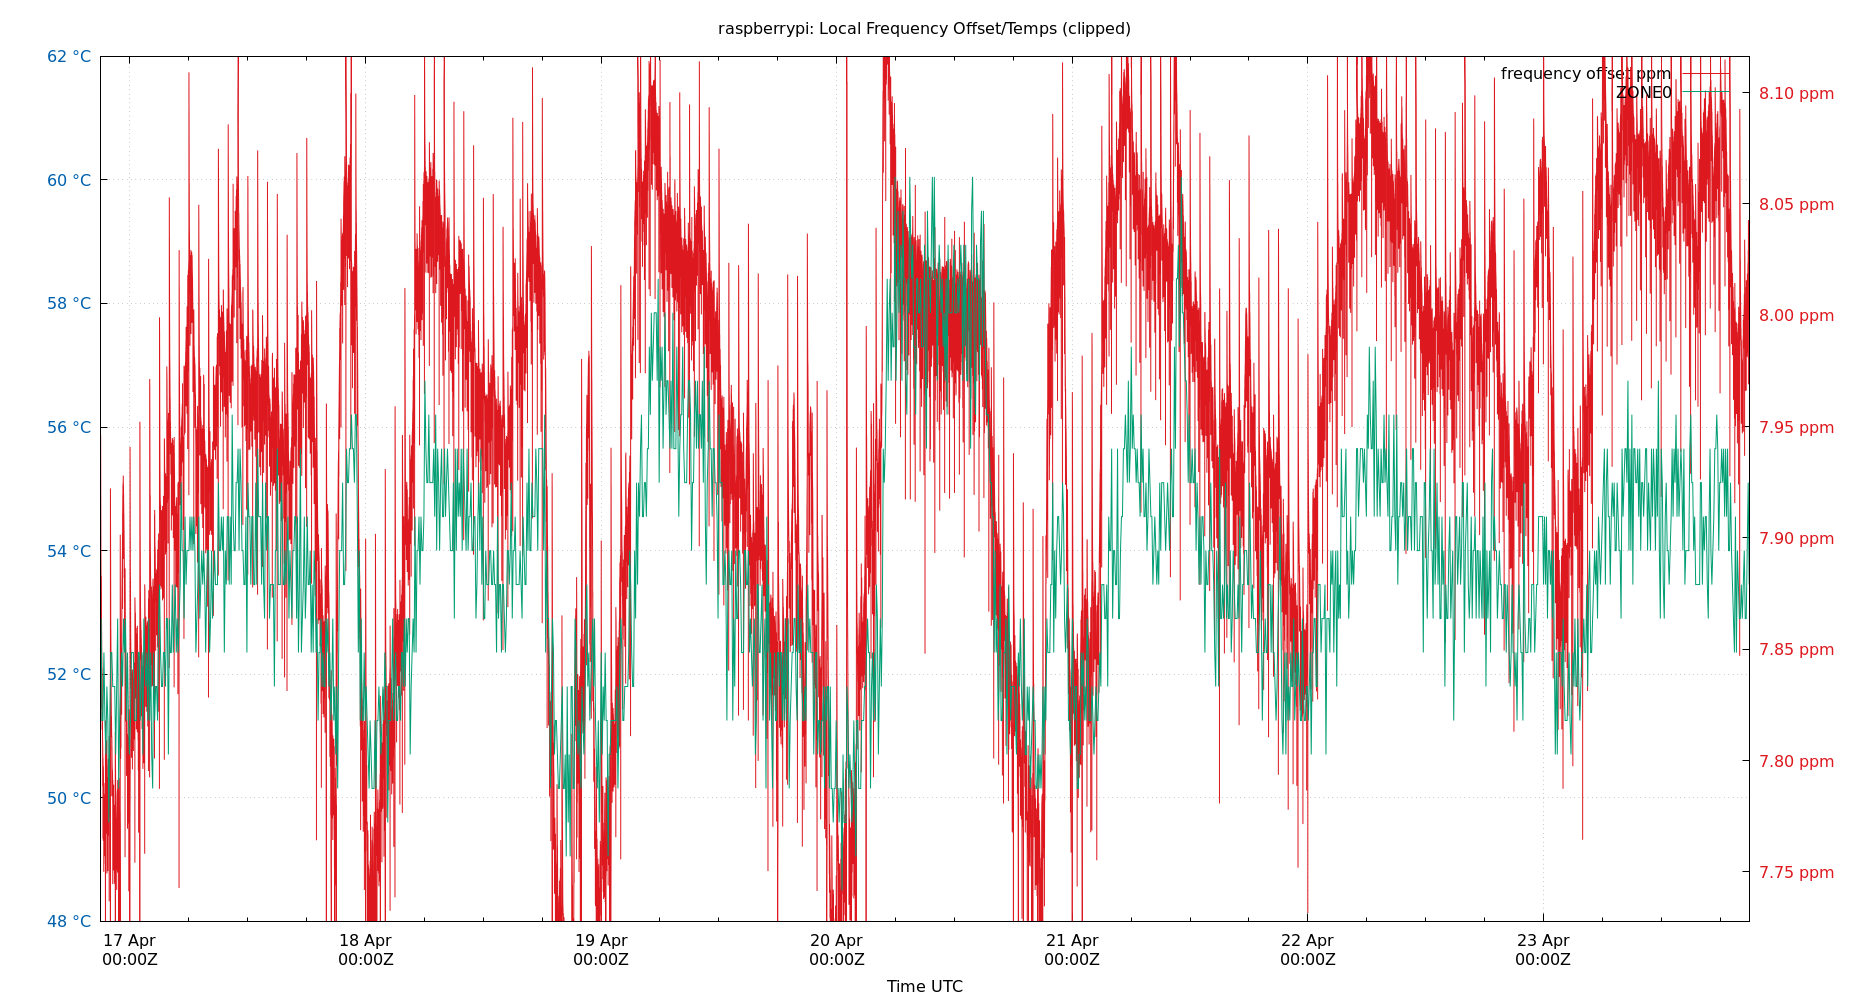 raspberrypi: Local Frequency Offset/Temps (clipped)
62 °C
60 °C
58 °C
56 °C
54 °C
52 °C
50 °C
48 °C
frequency offset ppm
ZONE0
8.10 ppm
8.05 ppm
8.00 ppm
7.95 ppm
7.90 ppm
7.85 ppm
7.80 ppm
7.75 ppm
17 Apr 18 Apr 19 Apr 20 Apr 21 Apr 22 Apr 23 Apr
00:00Z 00:00Z 00:00Z 00:00Z 00:00Z 00:00Z 00:00Z
Time UTC